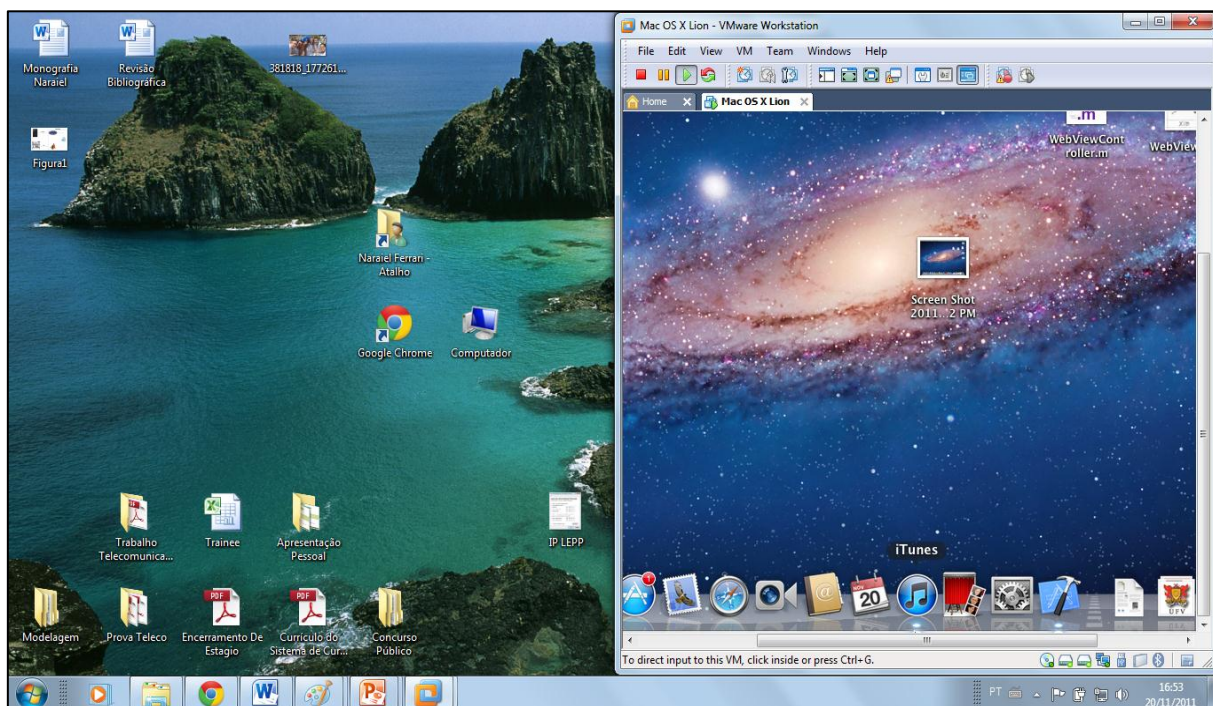 Monografia
Naraiel
Revisão
Bibliográfica
381818_177261...
Figura1
Naraiel Ferrari -
Atalho
Google Chrome
Computador
Trabalho
Telecomunica...
Trainee
Apresentação
Pessoal
IP LEPP
Modelagem
Prova Teleco
Encerramento De
Estagio
Curriculo do
Sistema de Cur...
Concurso
Público
Mac OS X Lion - VMware Workstation
File Edit View VM Team Windows Help
Home
Mac OS X Lion
.m
WebViewCont
roller.m
WebView
Screen Shot
2011...2 PM
iTunes
NOV
20
UFV
To direct input to this VM, click inside or press Ctrl+G.
PT
16:53
20/11/2011